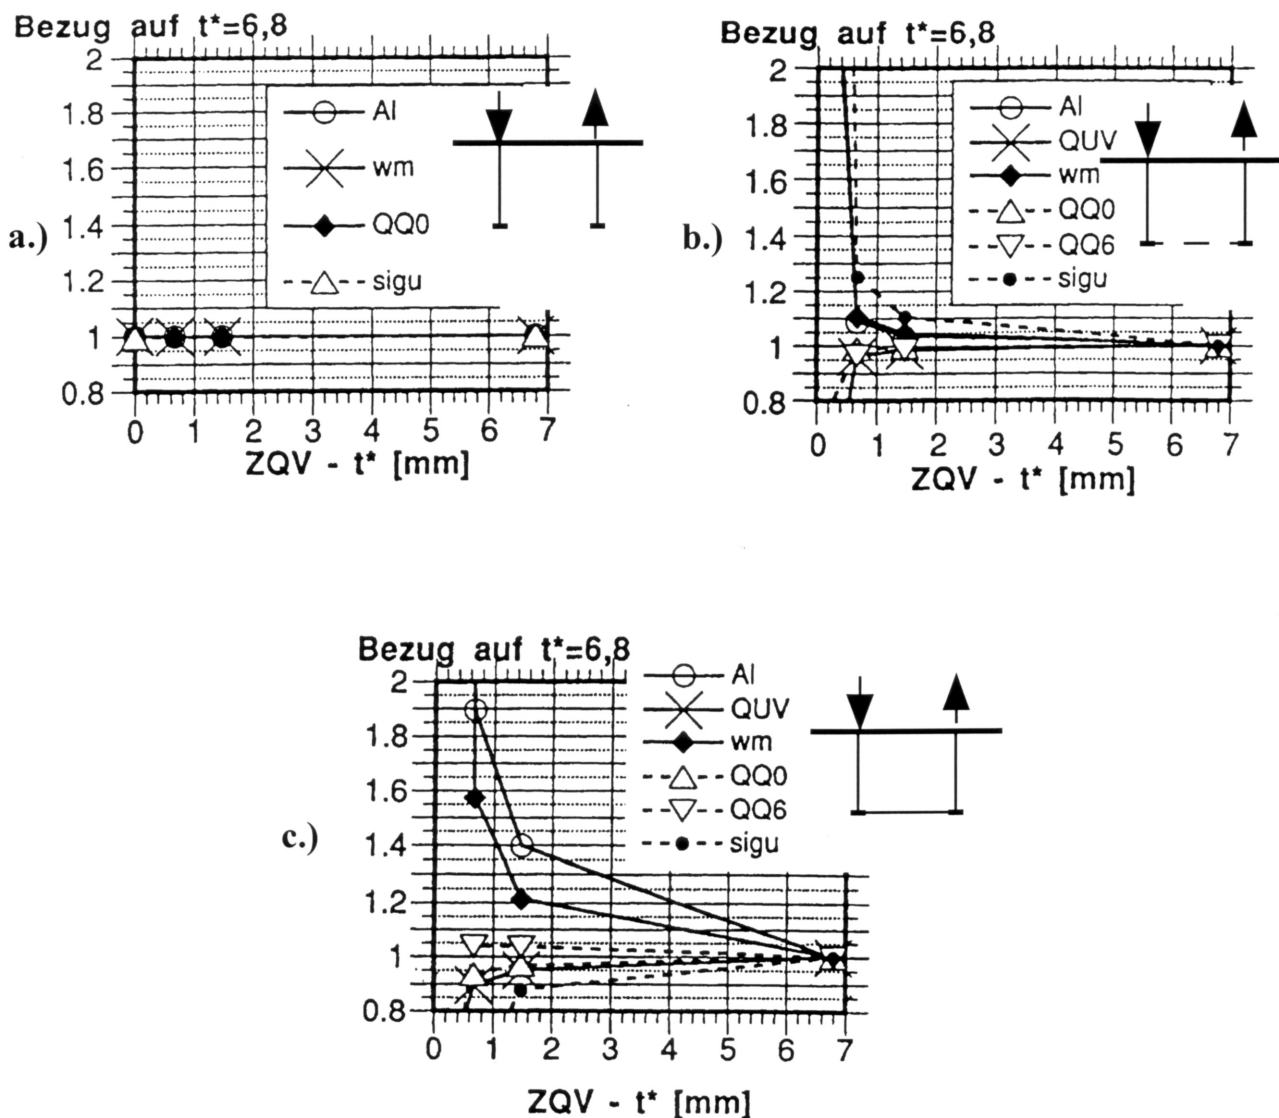 Bezug auf t*=6,8
2
1.8
1.6
1.4
1.2
1
0.8
0 1 2 3 4 5 6 7
ZQV - t* [mm]
a.)
Al
wm
QQ0
sigu
Bezug auf t*=6,8
2
1.8
1.6
1.4
1.2
1
0.8
0 1 2 3 4 5 6 7
ZQV - t* [mm]
b.)
Al
QUV
wm
QQ0
QQ6
sigu
Bezug auf t*=6,8
2
1.8
1.6
1.4
1.2
1
0.8
0 1 2 3 4 5 6 7
ZQV - t* [mm]
c.)
Al
QUV
wm
QQ0
QQ6
sigu